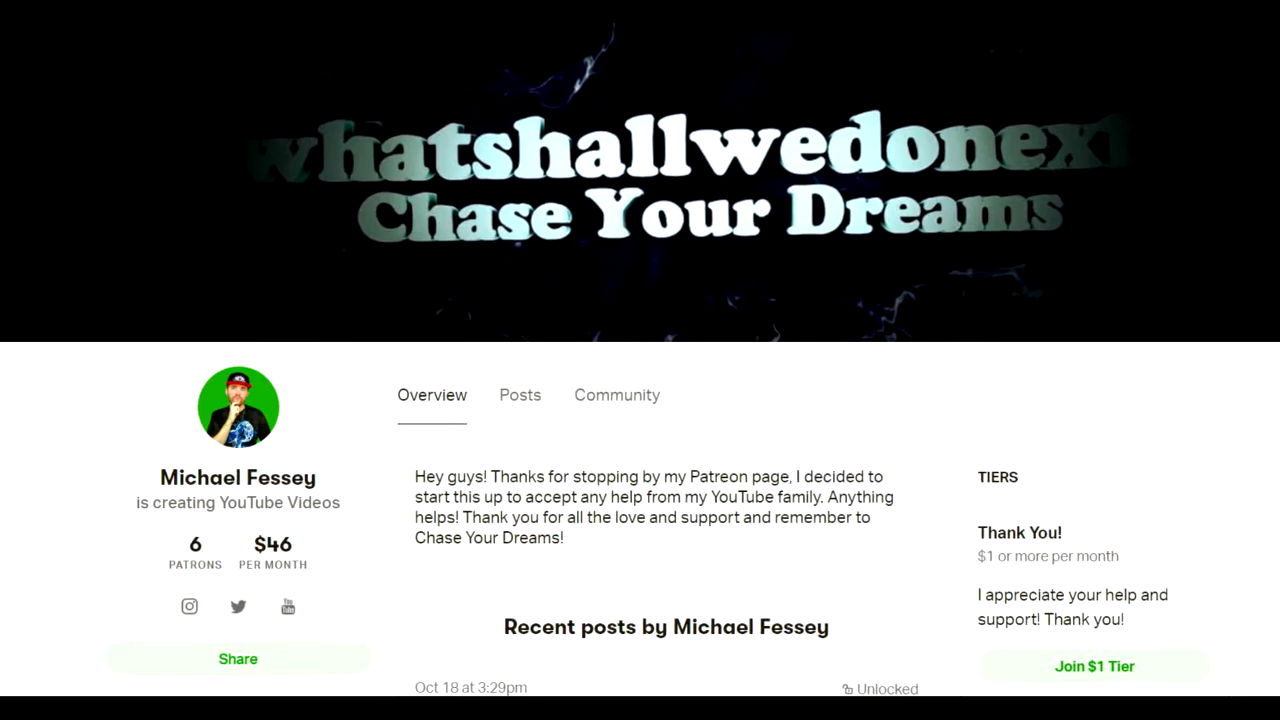 whatshallwedonext
Chase Your Dreams
Overview Posts Community
Michael Fessey
is creating YouTube Videos
6 $46
PATRONS PER MONTH
Share
Hey guys! Thanks for stopping by my Patreon page, I decided to
start this up to accept any help from my YouTube family. Anything
helps! Thank you for all the love and support and remember to
Chase Your Dreams!
Recent posts by Michael Fessey
Oct 18 at 3:29pm Unlocked
TIERS
Thank You!
$1 or more per month
I appreciate your help and
support! Thank you!
Join $1 Tier